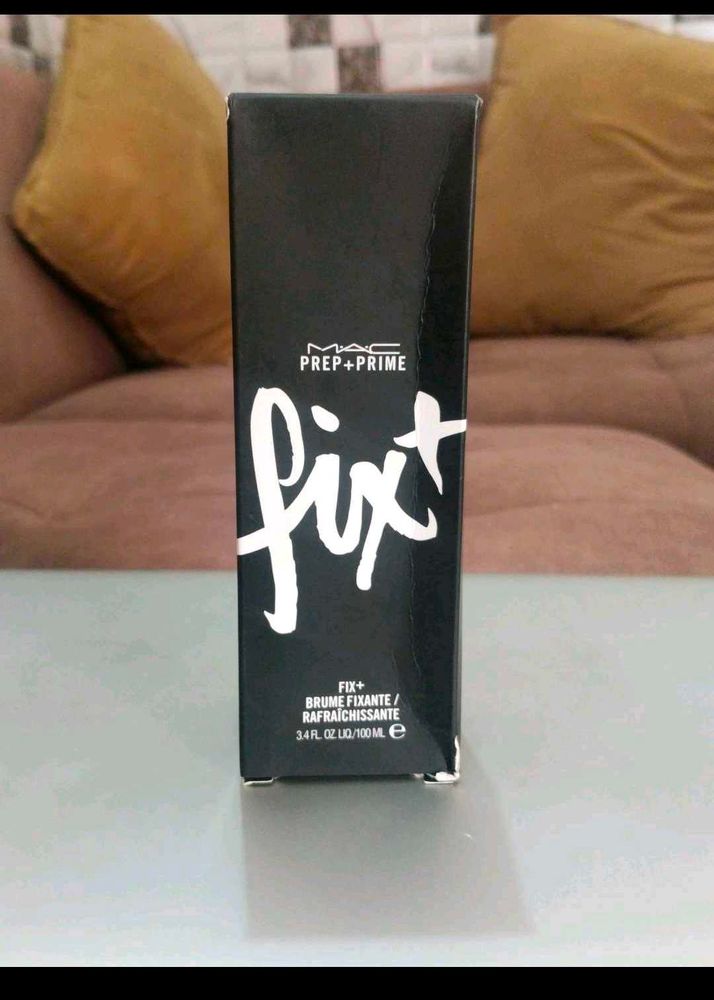 M·A·C
PREP+PRIME
fix+
FIX+
BRUME FIXANTE /
RAFRAÎCHISSANTE
3.4 FL. OZ LIQ./100 ML ℮